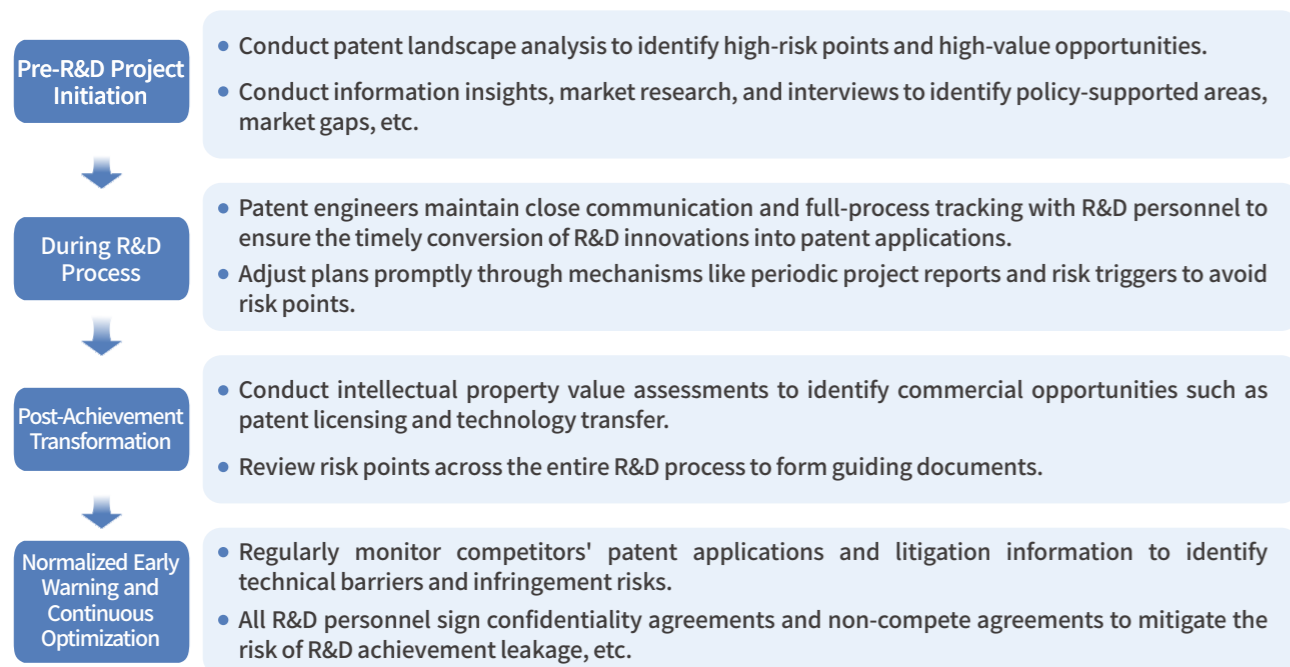 Pre-R&D Project
Initiation
• Conduct patent landscape analysis to identify high-risk points and high-value opportunities.
• Conduct information insights, market research, and interviews to identify policy-supported areas,
market gaps, etc.
During R&D
Process
• Patent engineers maintain close communication and full-process tracking with R&D personnel to
ensure the timely conversion of R&D innovations into patent applications.
• Adjust plans promptly through mechanisms like periodic project reports and risk triggers to avoid
risk points.
Post-Achievement
Transformation
• Conduct intellectual property value assessments to identify commercial opportunities such as
patent licensing and technology transfer.
• Review risk points across the entire R&D process to form guiding documents.
Normalized Early
Warning and
Continuous
Optimization
• Regularly monitor competitors' patent applications and litigation information to identify
technical barriers and infringement risks.
• All R&D personnel sign confidentiality agreements and non-compete agreements to mitigate the
risk of R&D achievement leakage, etc.